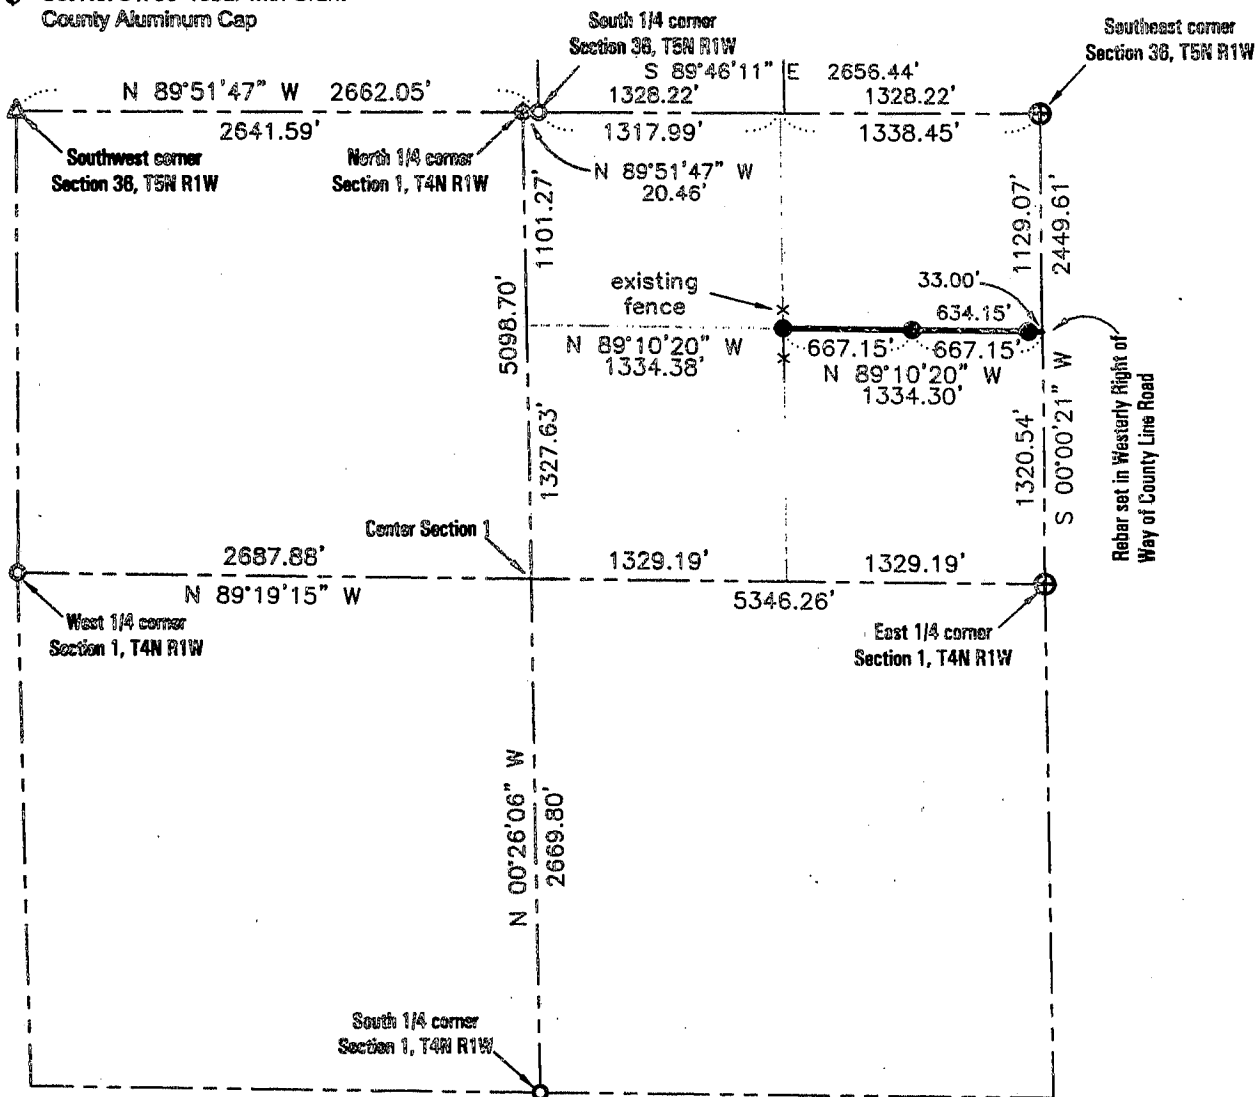 County Aluminum Cap
South 1/4 corner
Section 36, T5N R1W
Southeast corner
Section 36, T5N R1W
S 89°46'11" E 2656.44'
N 89°51'47" W 2662.05'
1328.22'
1328.22'
2641.59'
1317.99'
1338.45'
Southwest corner
Section 36, T5N R1W
North 1/4 corner
Section 1, T4N R1W
N 89°51'47" W
20.46'
1101.27'
1129.07'
2449.61'
existing
fence
33.00'
634.15'
5098.70'
N 89°10'20" W
1334.38'
667.15'
667.15'
N 89°10'20" W
1334.30'
1327.63'
1320.54'
S 00°00'21" W
Rebar set in Westerly Right of
Way of County Line Road
Center Section 1
2687.88'
1329.19'
1329.19'
N 89°19'15" W
5346.26'
West 1/4 corner
Section 1, T4N R1W
East 1/4 corner
Section 1, T4N R1W
N 00°26'06" W
2669.80'
South 1/4 corner
Section 1, T4N R1W